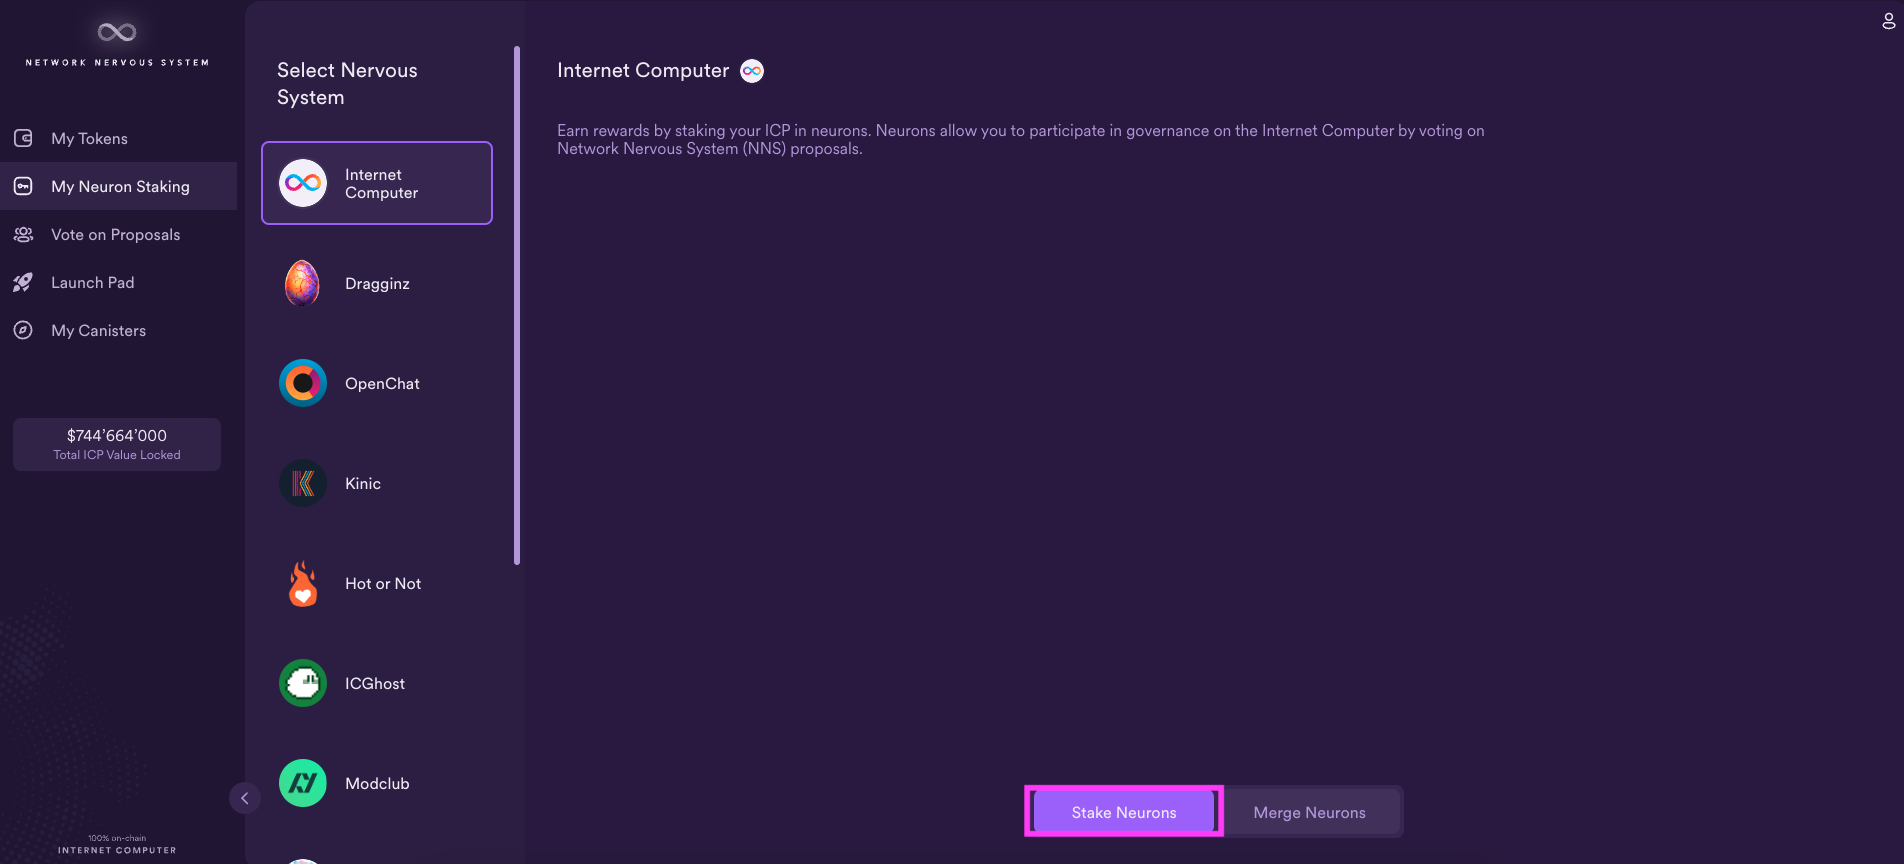 NETWORK NERVOUS SYSTEM
My Tokens
My Neuron Staking
Vote on Proposals
Launch Pad
My Canisters
$744’664’000
Total ICP Value Locked
100% on-chain
INTERNET COMPUTER
Select Nervous
System
Internet
Computer
Dragginz
OpenChat
Kinic
Hot or Not
ICGhost
Modclub
Internet Computer
Earn rewards by staking your ICP in neurons. Neurons allow you to participate in governance on the Internet Computer by voting on
Network Nervous System (NNS) proposals.
Stake Neurons
Merge Neurons